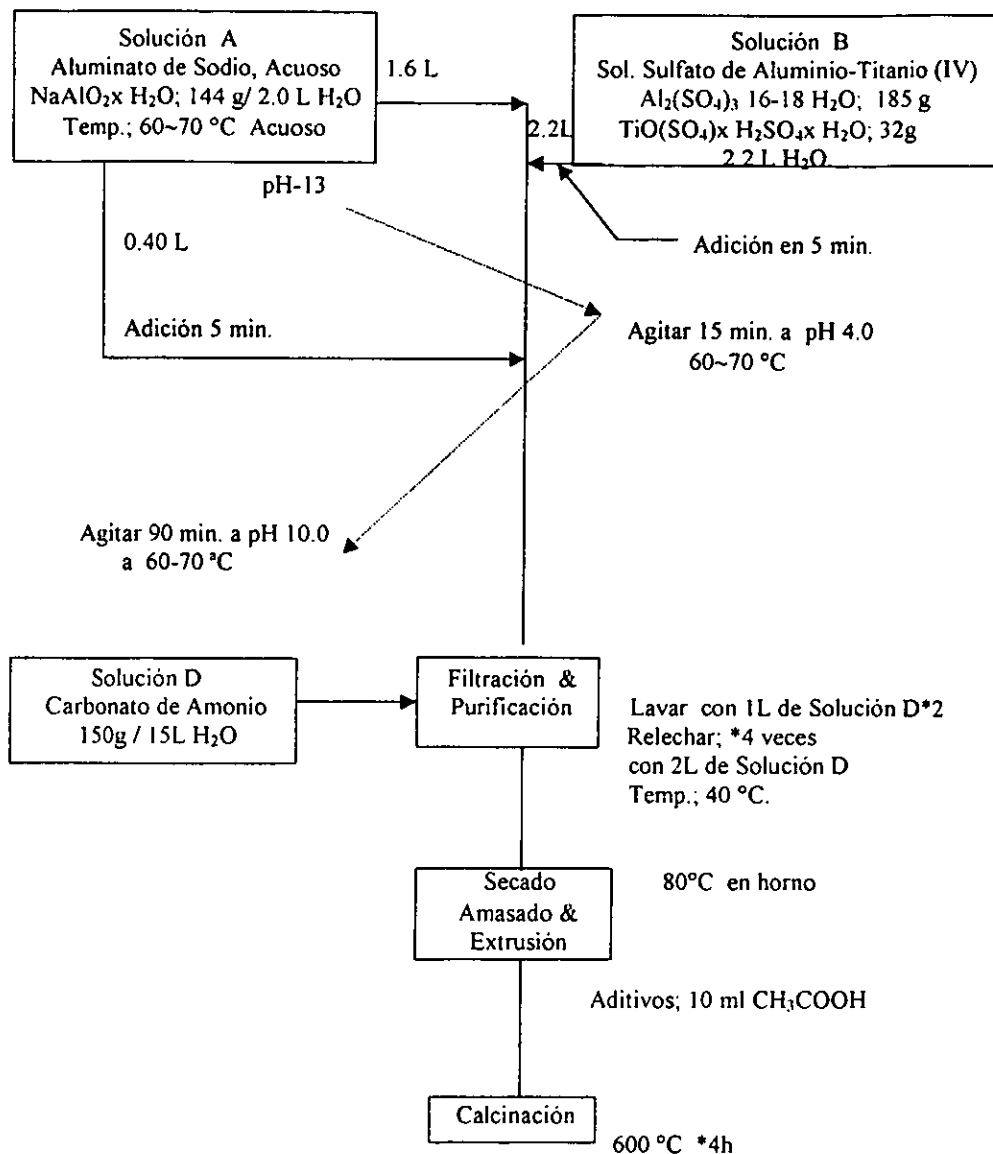 Solución A
Aluminato de Sodio, Acuoso
NaAlO₂x H₂O; 144 g/ 2.0 L H₂O
Temp.; 60~70 °C Acuoso
1.6 L
Solución B
Sol. Sulfato de Aluminio-Titanio (IV)
Al₂(SO₄)₃ 16-18 H₂O; 185 g
TiO(SO₄)x H₂SO₄x H₂O; 32g
2.2 L H₂O
2.2L
pH-13
0.40 L
Adición en 5 min.
Adición 5 min.
Agitar 15 min. a pH 4.0
60~70 °C
Agitar 90 min. a pH 10.0
a 60-70 ªC
Solución D
Carbonato de Amonio
150g / 15L H₂O
Filtración &
Purificación
Lavar con 1L de Solución D*2
Relechar; *4 veces
con 2L de Solución D
Temp.; 40 °C.
Secado
Amasado &
Extrusión
80°C en horno
Aditivos; 10 ml CH₃COOH
Calcinación
600 °C *4h